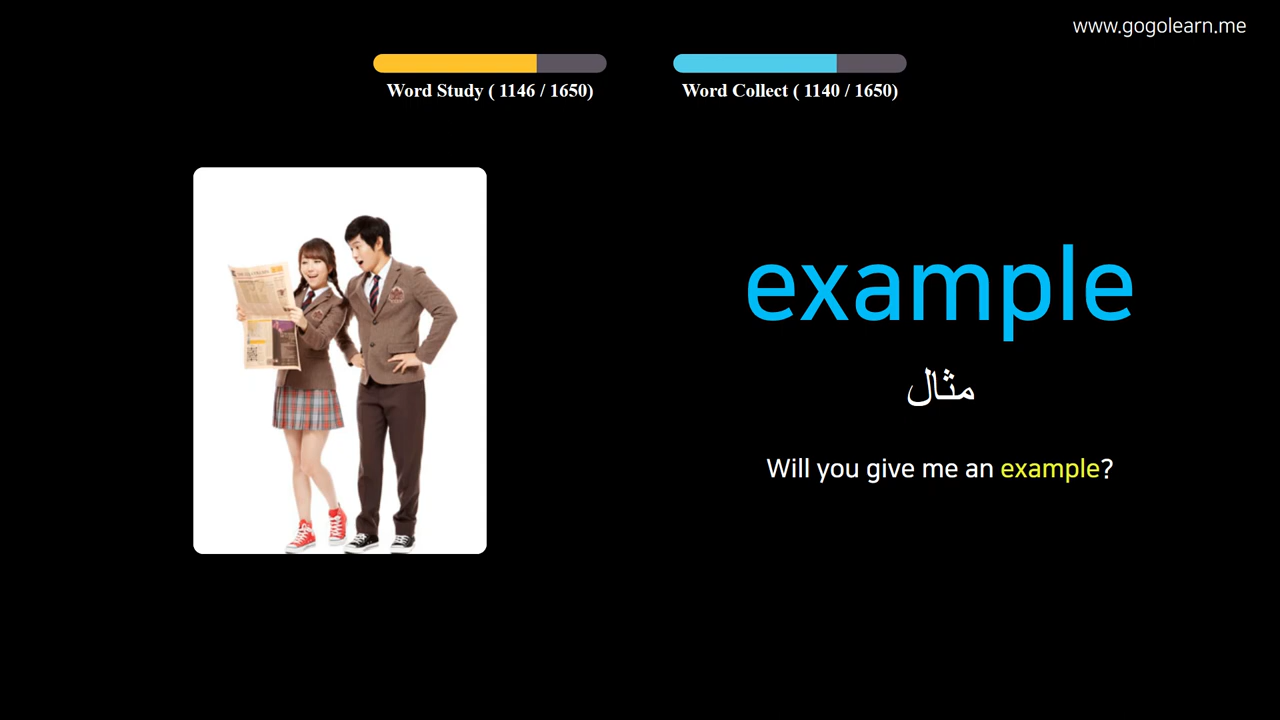 www.gogolearn.me
Word Study ( 1146 / 1650)
Word Collect ( 1140 / 1650)
example
مثال
Will you give me an example?